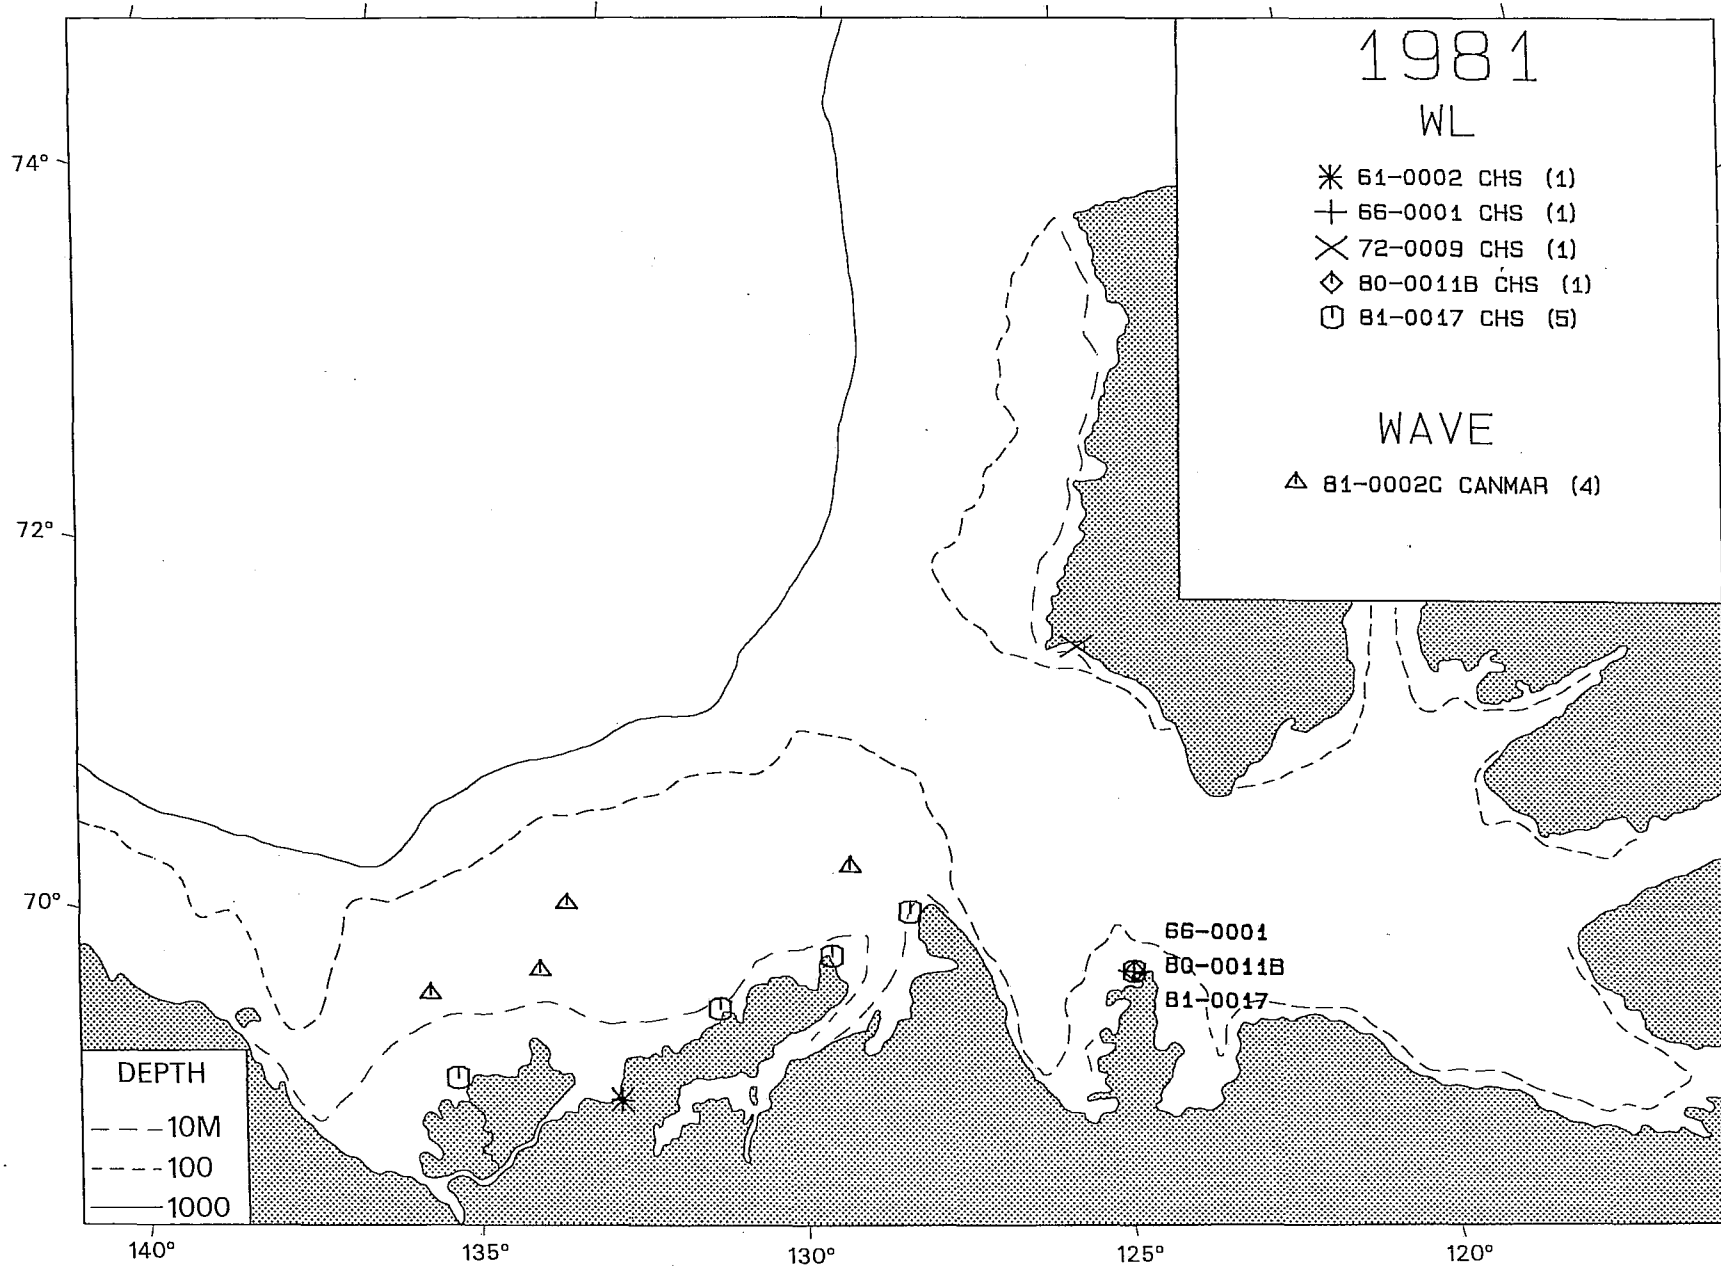 1981
WL
61-0002 CHS (1)
66-0001 CHS (1)
72-0009 CHS (1)
80-0011B CHS (1)
81-0017 CHS (5)
WAVE
81-0002C CANMAR (4)
74°
72°
70°
66-0001
80-0011B
81-0017
DEPTH
10M
100
1000
140°
135°
130°
125°
120°